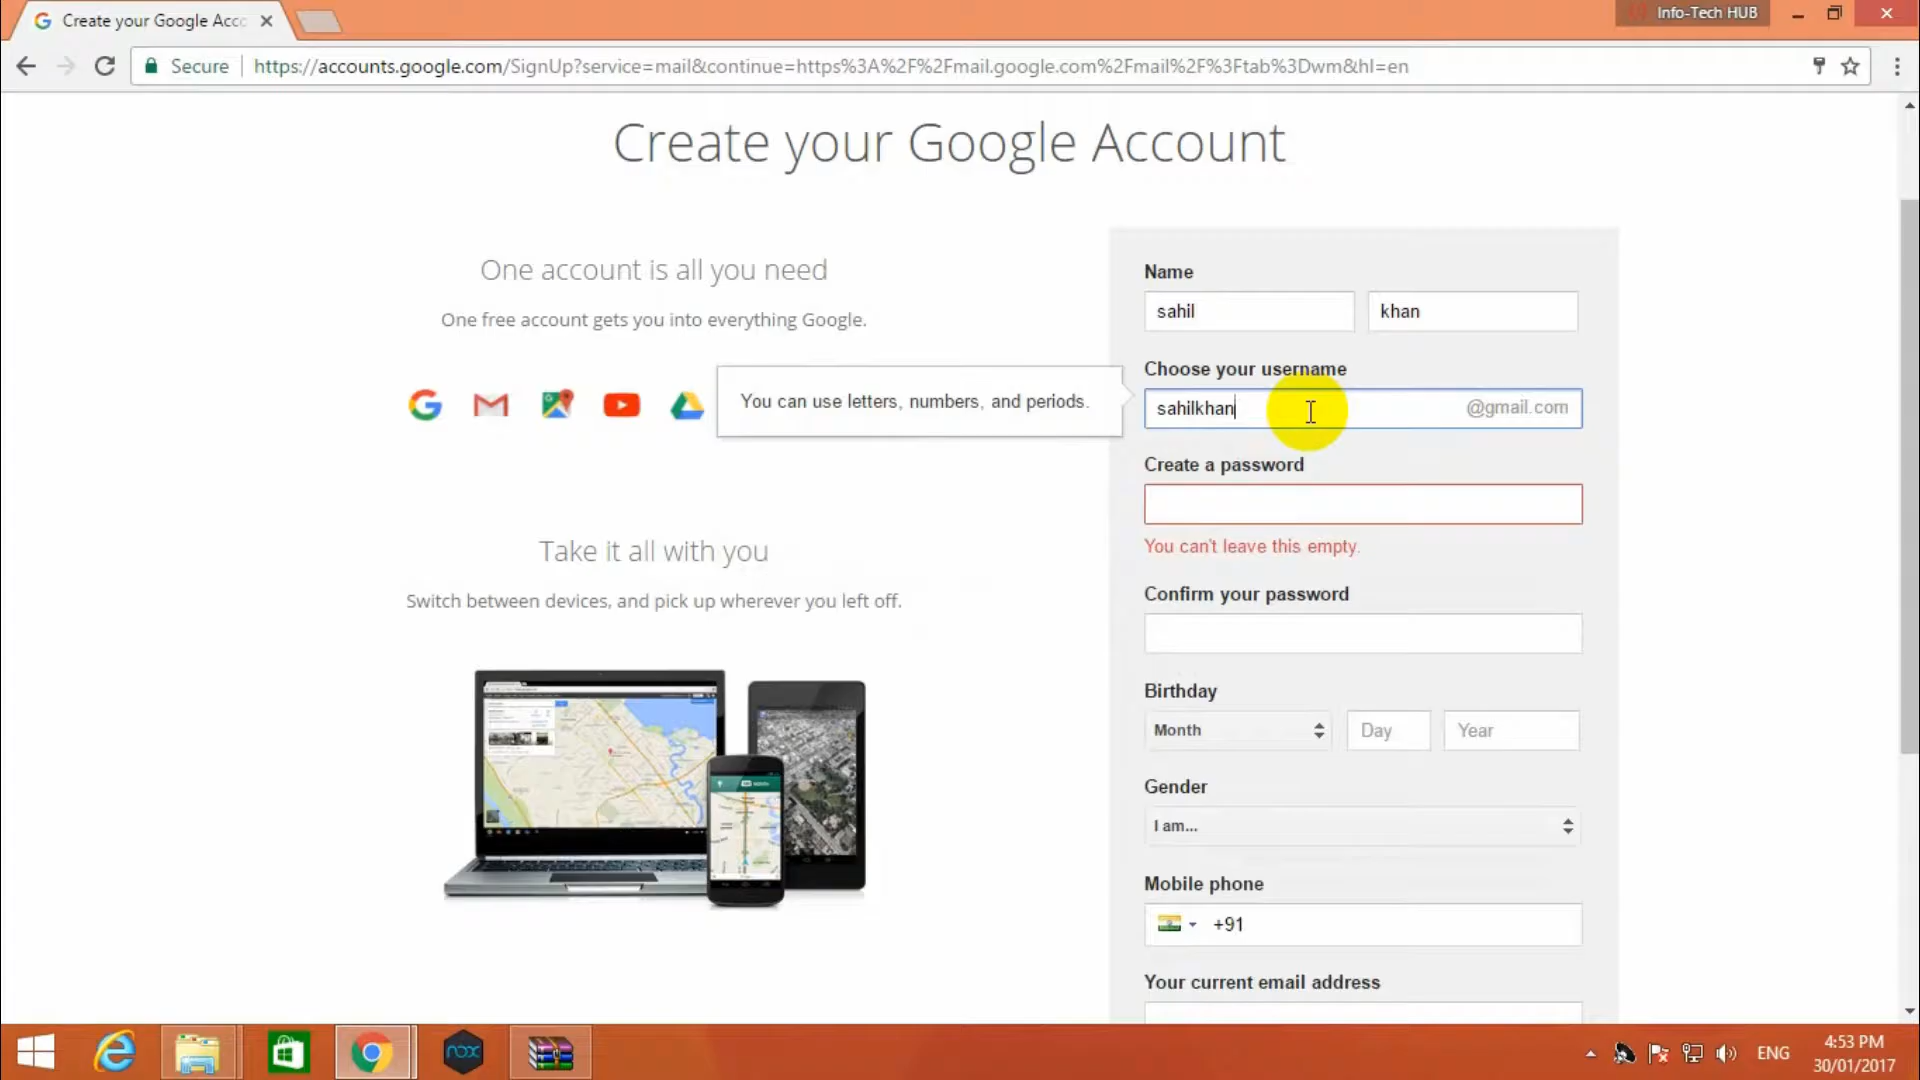 Create your Google Acc
Info-Tech HUB
Secure
https://accounts.google.com/SignUp?service=mail&continue=https%3A%2F%2Fmail.google.com%2Fmail%2F%3Ftab%3Dwm&hl=en
Create your Google Account
One account is all you need
One free account gets you into everything Google.
You can use letters, numbers, and periods.
Take it all with you
Switch between devices, and pick up wherever you left off.
Name
sahil khan
Choose your username
sahilkhan @gmail.com
Create a password
You can't leave this empty.
Confirm your password
Birthday
Month Day Year
Gender
I am...
Mobile phone
+91
Your current email address
nox
ENG
4:53 PM
30/01/2017